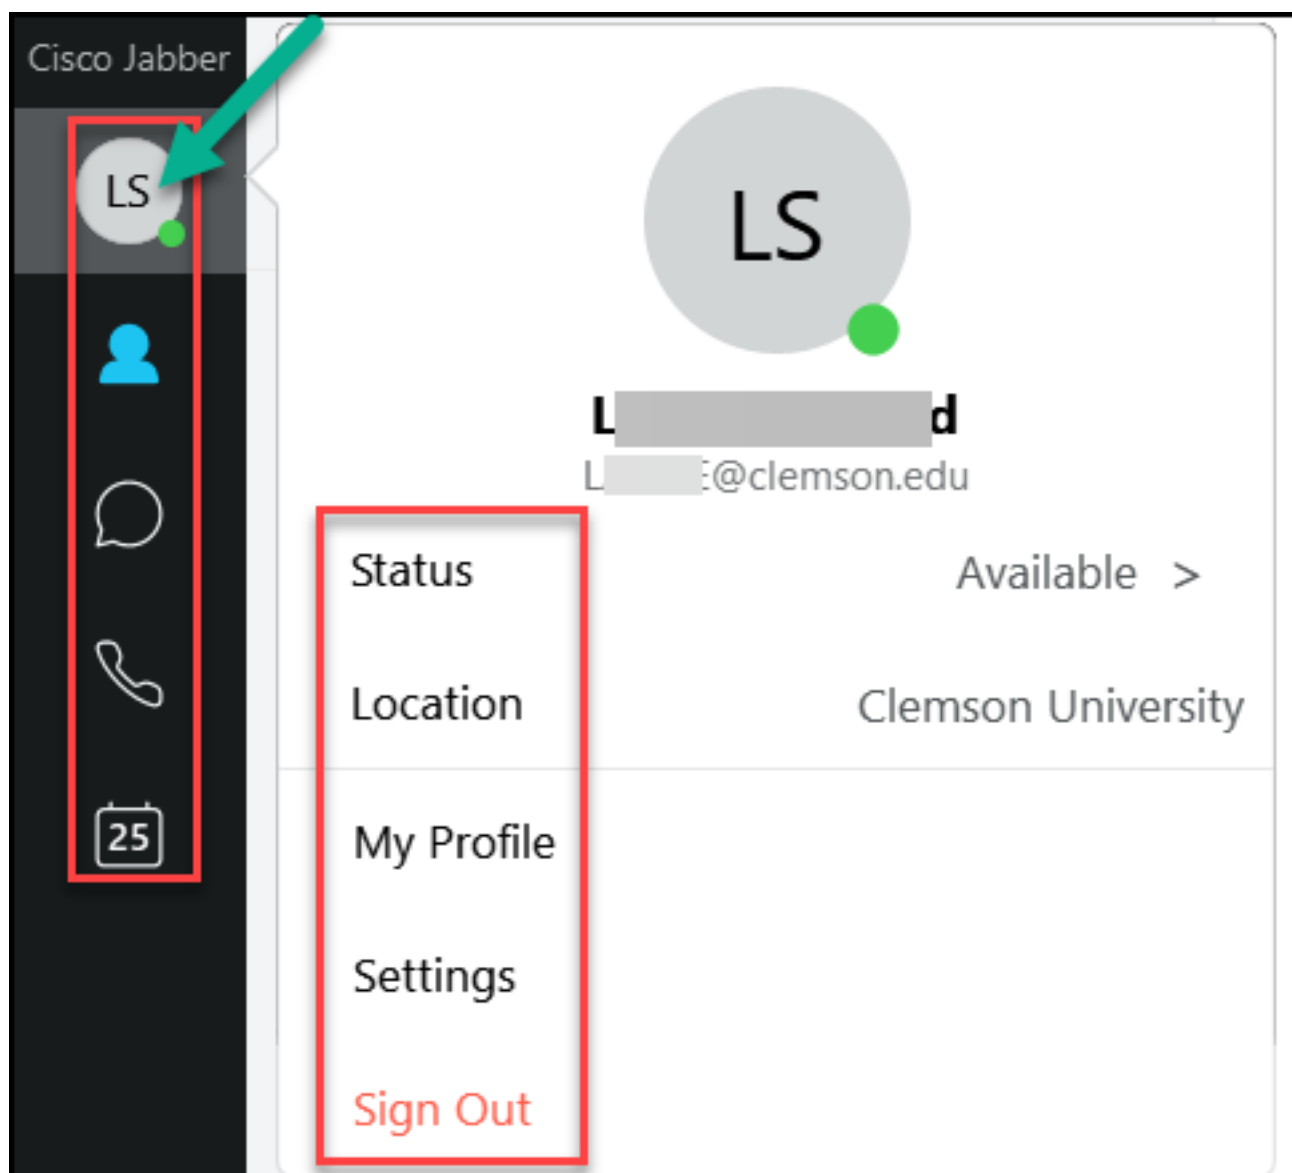 Cisco Jabber
LS
25
LS
L d
L E@clemson.edu
Status Available >
Location Clemson University
My Profile
Settings
Sign Out